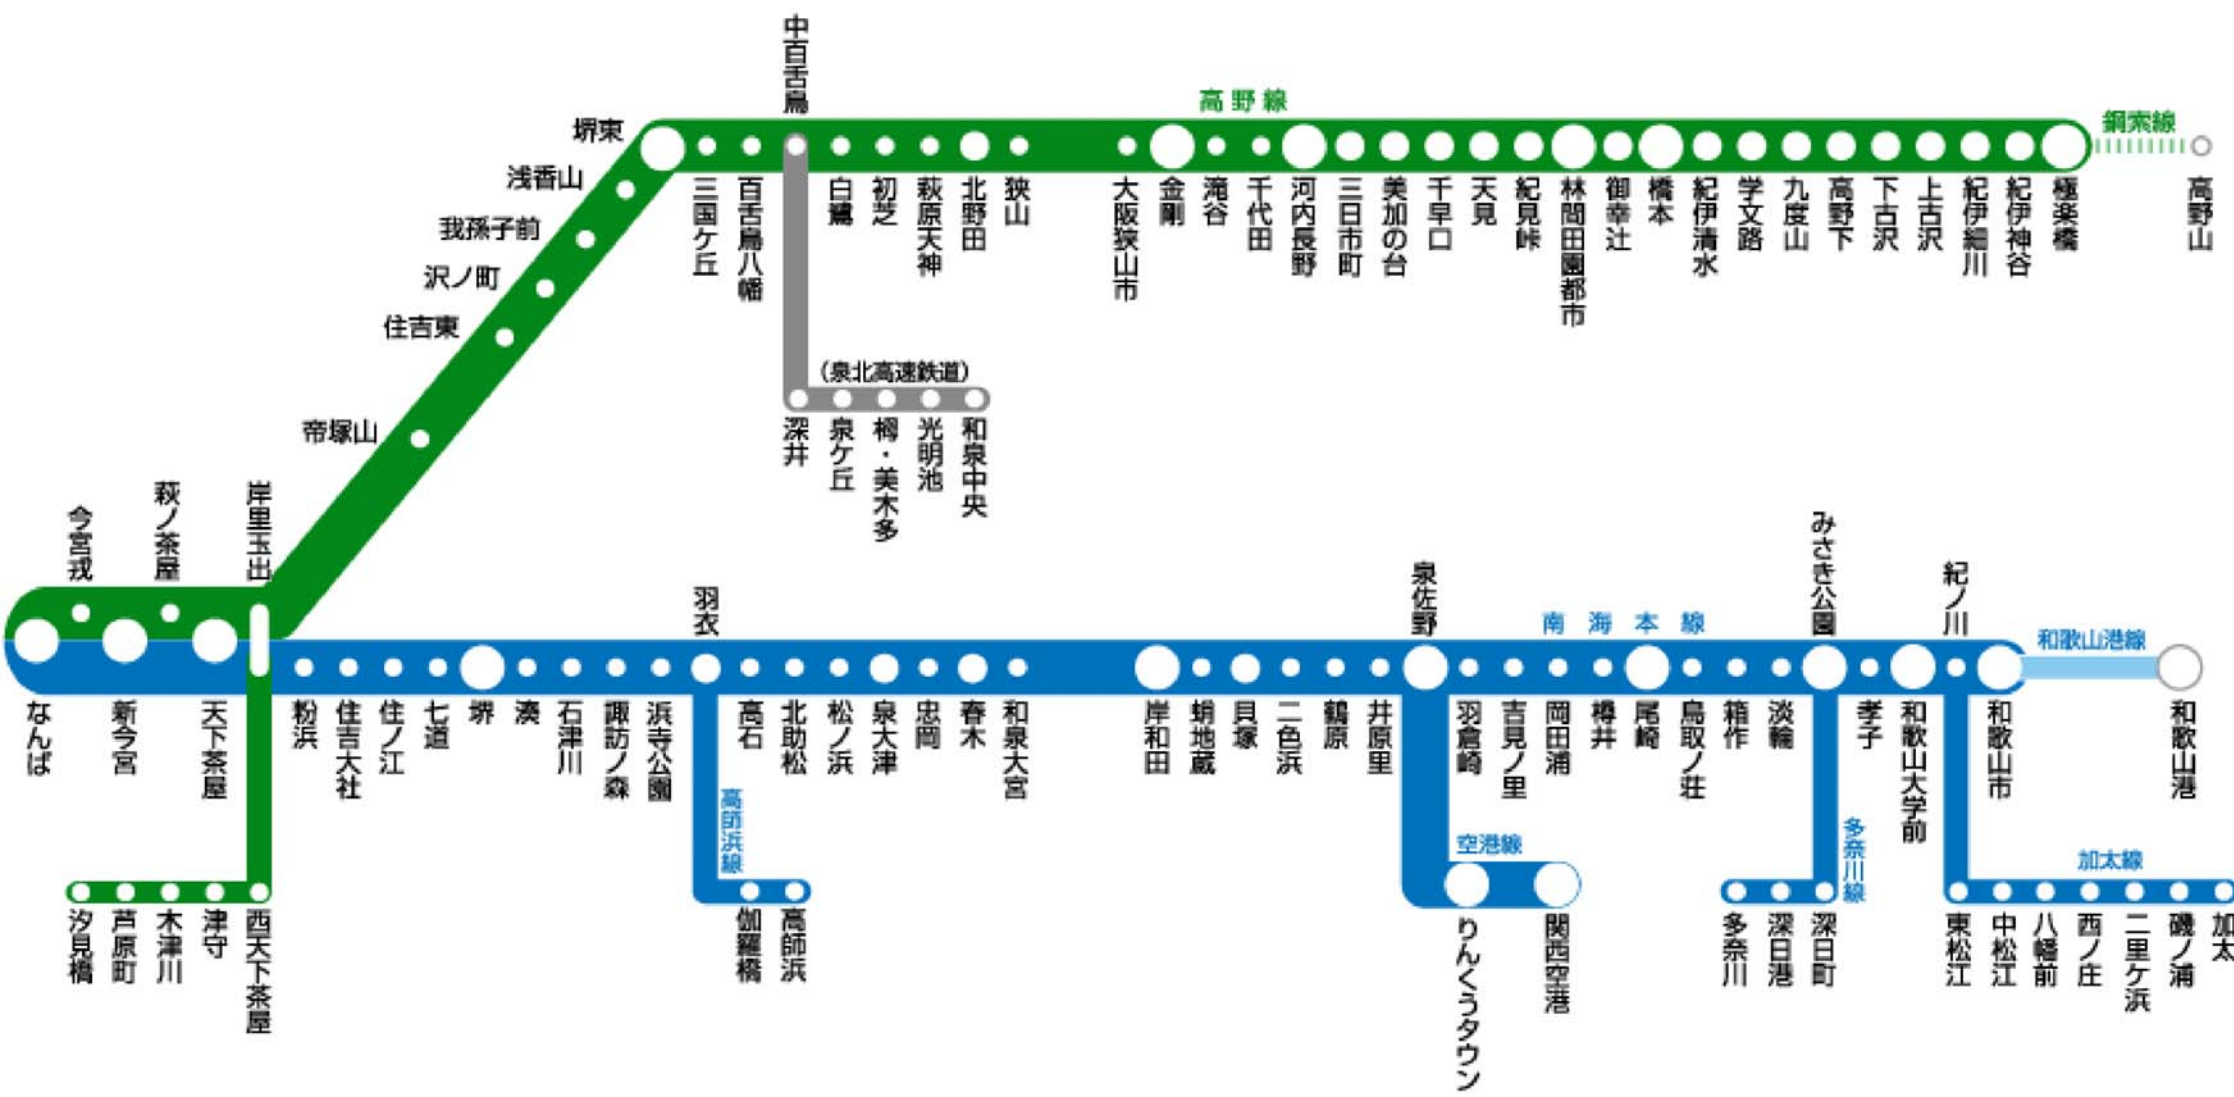 中百舌鳥
高野線
堺東
鋼索線
浅香山
我孫子前
沢ノ町
住吉東
帝塚山
三国ケ丘
百舌鳥八幡
白鷺
初芝
萩原天神
北野田
狭山
大阪狭山市
金剛
滝谷
千代田
河内長野
三日市町
美加の台
千早口
天見
紀見峠
林間田園都市
御幸辻
橋本
紀伊清水
学文路
九度山
高野下
下古沢
上古沢
紀伊細川
紀伊神谷
極楽橋
高野山
(泉北高速鉄道)
深井
泉ケ丘
栂・美木多
光明池
和泉中央
今宮戎
萩ノ茶屋
岸里玉出
羽衣
泉佐野
南海本線
みさき公園
紀ノ川
和歌山港線
なんば
新今宮
天下茶屋
粉浜
住吉大社
住ノ江
七道
堺
湊
石津川
諏訪ノ森
浜寺公園
高石
北助松
松ノ浜
泉大津
忠岡
春木
和泉大宮
岸和田
蛸地蔵
貝塚
二色浜
鶴原
井原里
羽倉崎
吉見ノ里
岡田浦
樽井
尾崎
鳥取ノ荘
箱作
淡輪
孝子
和歌山大学前
和歌山市
和歌山港
高師浜線
空港線
多奈川線
加太線
汐見橋
芦原町
木津川
津守
西天下茶屋
伽羅橋
高師浜
りんくうタウン
関西空港
多奈川
深日港
深日町
東松江
中松江
八幡前
西ノ庄
二里ケ浜
磯ノ浦
加太